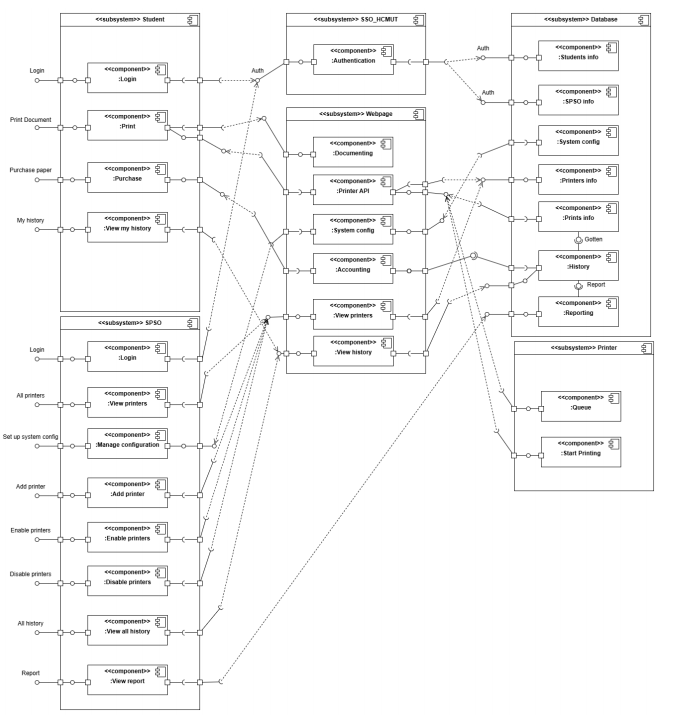 <<subsystem>> Student
Login
<<component>>
:Login
Print Document
<<component>>
:Print
Purchase paper
<<component>>
:Purchase
My history
<<component>>
:View my history
<<subsystem>> SPSO
Login
<<component>>
:Login
All printers
<<component>>
:View printers
Set up system config
<<component>>
:Manage configuration
Add printer
<<component>>
:Add printer
Enable printers
<<component>>
:Enable printers
Disable printers
<<component>>
:Disable printers
All history
<<component>>
:View all history
Report
<<component>>
:View report
<<subsystem>> SSO_HCMUT
Auth
<<component>>
:Authentication
<<subsystem>> Webpage
<<component>>
:Documenting
<<component>>
:Printer API
<<component>>
:System config
<<component>>
:Accounting
<<component>>
:View printers
<<component>>
:View history
<<subsystem>> Database
Auth
<<component>>
:Students info
Auth
<<component>>
:SPSO info
<<component>>
:System config
<<component>>
:Printers info
<<component>>
:Prints info
Gotten
<<component>>
:History
Report
<<component>>
:Reporting
<<subsystem>> Printer
<<component>>
:Queue
<<component>>
:Start Printing